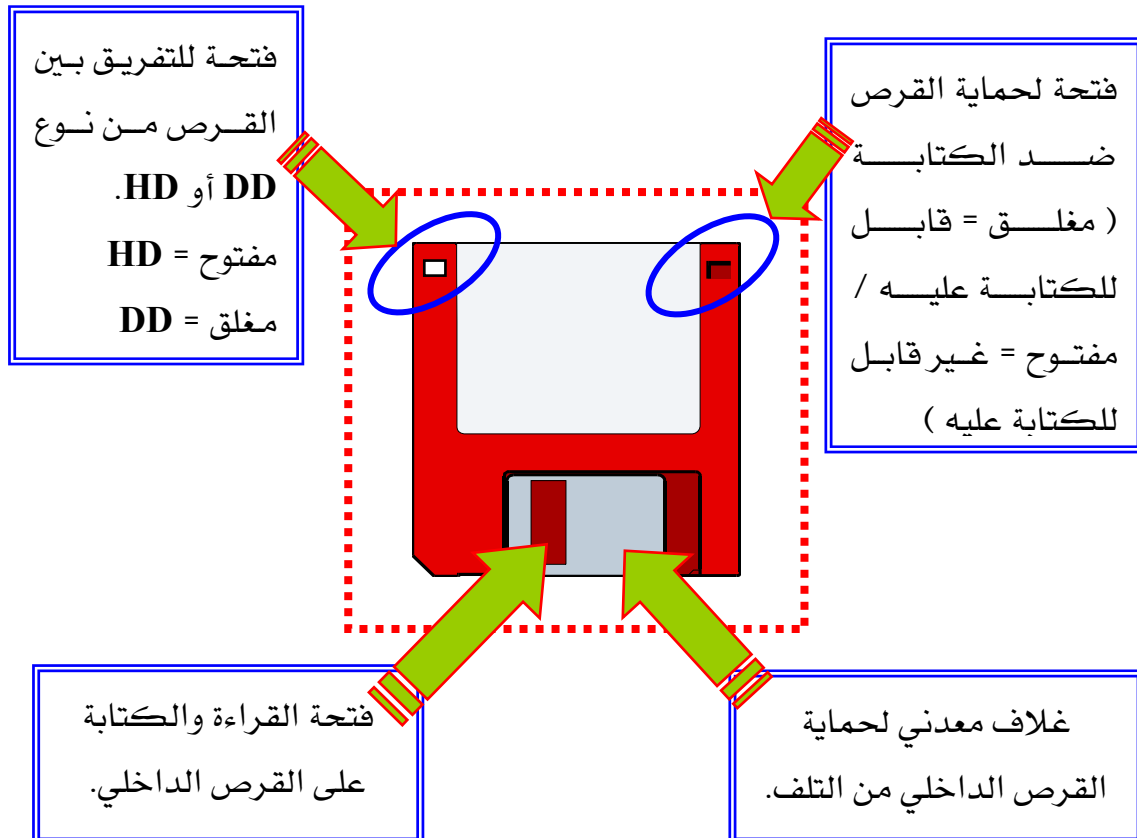 فتحة لحماية القرص
ضد الكتابة
( مغلق = قابل
للكتابة عليه /
مفتوح = غير قابل
للكتابة عليه )
فتحة للتفريق بين
القرص من نوع
DD أو HD.
مفتوح = HD
مغلق = DD
غلاف معدني لحماية
القرص الداخلي من التلف.
فتحة القراءة والكتابة
على القرص الداخلي.